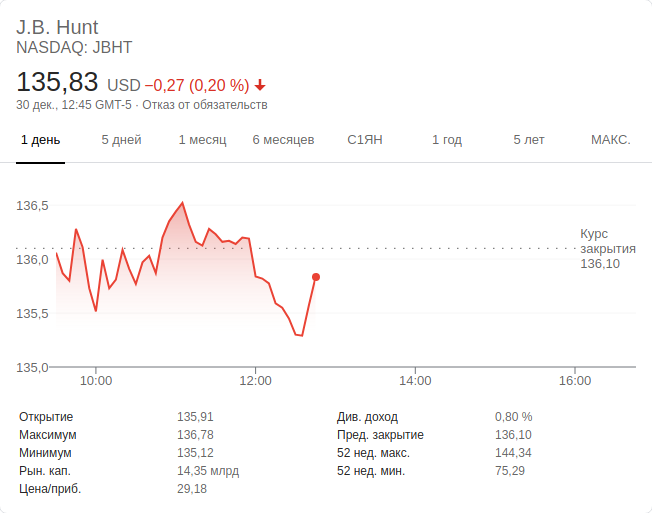 J.B. Hunt
NASDAQ: JBHT
135,83 USD −0,27 (0,20 %)
30 дек., 12:45 GMT-5 · Отказ от обязательств
1 день 5 дней 1 месяц 6 месяцев С1ЯН 1 год 5 лет МАКС.
136,5
Курс
закрытия
136,10
136,0
135,5
135,0
10:00 12:00 14:00 16:00
Открытие 135,91 Див. доход 0,80 %
Максимум 136,78 Пред. закрытие 136,10
Минимум 135,12 52 нед. макс. 144,34
Рын. кап. 14,35 млрд 52 нед. мин. 75,29
Цена/приб. 29,18